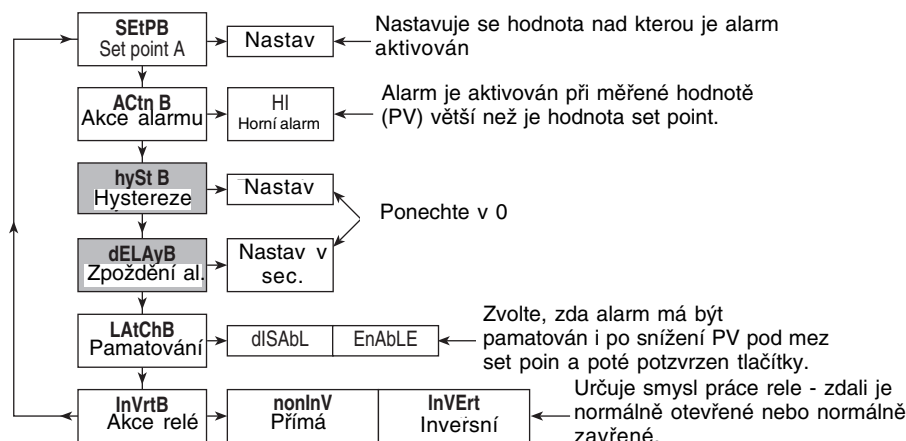 SEtPB
Set point A
Nastav
Nastavuje se hodnota nad kterou je alarm
aktivován
ACtn B
Akce alarmu
HI
Horní alarm
Alarm je aktivován při měřené hodnotě
(PV) větší než je hodnota set point.
hySt B
Hystereze
Nastav
Ponechte v 0
dELAyB
Zpoždění al.
Nastav v
sec.
LAtChB
Pamatování
dISAbL
EnAbLE
Zvolte, zda alarm má být
pamatován i po snížení PV pod mez
set poin a poté potzvrzen tlačítky.
InVrtB
Akce relé
nonInV
Přímá
InVErt
Inveřsní
Určuje smysl práce rele - zdali je
normálně otevřené nebo normálně
zavřené.